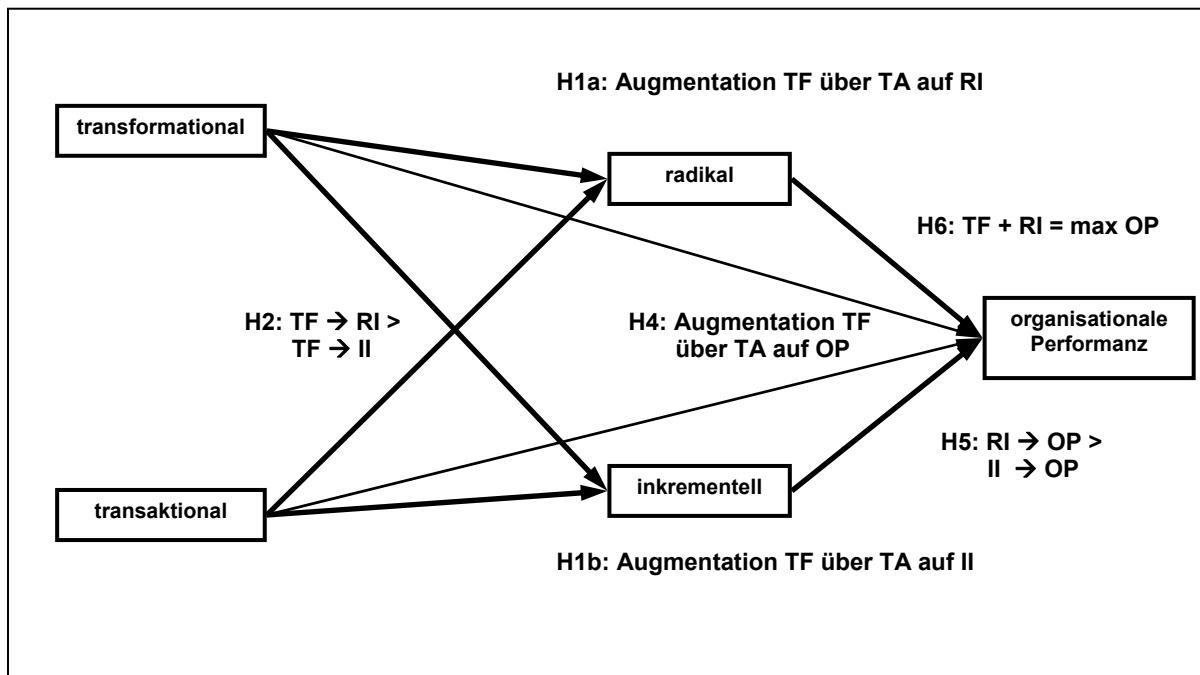 H1a: Augmentation TF über TA auf RI
transformational
radikal
H6: TF + RI = max OP
H2: TF → RI >
TF → II
H4: Augmentation TF
über TA auf OP
organisationale
Performanz
H5: RI → OP >
II → OP
inkrementell
transaktional
H1b: Augmentation TF über TA auf II